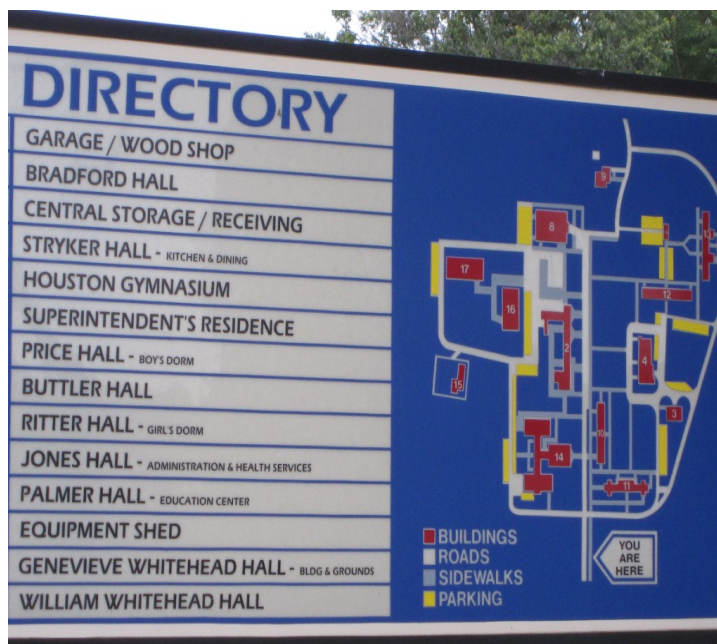 DIRECTORY
GARAGE / WOOD SHOP
BRADFORD HALL
CENTRAL STORAGE / RECEIVING
STRYKER HALL - KITCHEN & DINING
HOUSTON GYMNASIUM
SUPERINTENDENT'S RESIDENCE
PRICE HALL - BOY'S DORM
BUTTLER HALL
RITTER HALL - GIRL'S DORM
JONES HALL - ADMINISTRATION & HEALTH SERVICES
PALMER HALL - EDUCATION CENTER
EQUIPMENT SHED
GENEVIEVE WHITEHEAD HALL - BLDG & GROUNDS
WILLIAM WHITEHEAD HALL
9
8
13
17
12
16
2
4
15
3
10
14
11
BUILDINGS
ROADS
SIDEWALKS
PARKING
YOU
ARE
HERE